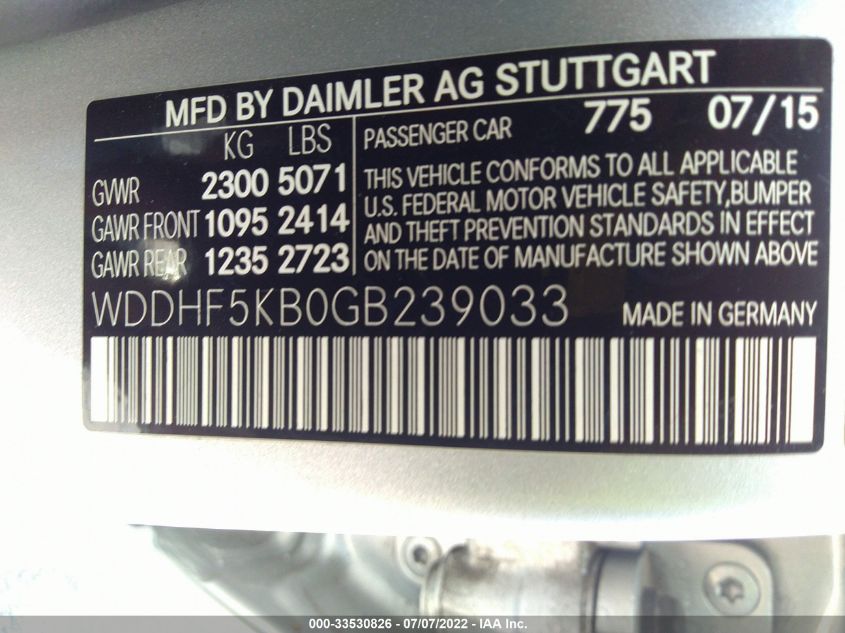 MFD BY DAIMLER AG STUTTGART
KG LBS
GVWR 2300 5071
GAWR FRONT 1095 2414
GAWR REAR 1235 2723
PASSENGER CAR 775 07/15
THIS VEHICLE CONFORMS TO ALL APPLICABLE
U.S. FEDERAL MOTOR VEHICLE SAFETY,BUMPER
AND THEFT PREVENTION STANDARDS IN EFFECT
ON THE DATE OF MANUFACTURE SHOWN ABOVE
WDDHF5KB0GB239033 MADE IN GERMANY
000-33530826 - 07/07/2022 - IAA Inc.